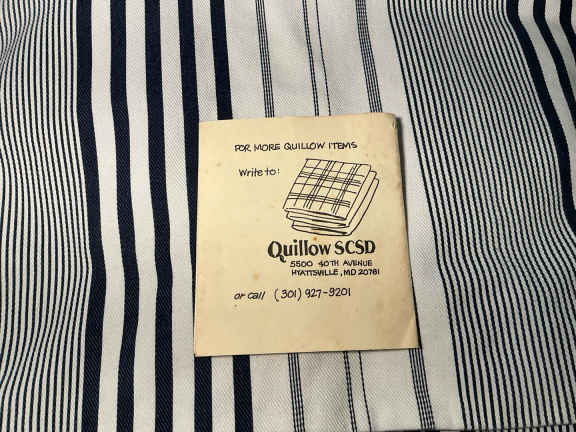 FOR MORE QUILLOW ITEMS
Write to:
Quillow SCSD
5500 40TH AVENUE
HYATTSVILLE, MD 20781
or call (301) 927-9201